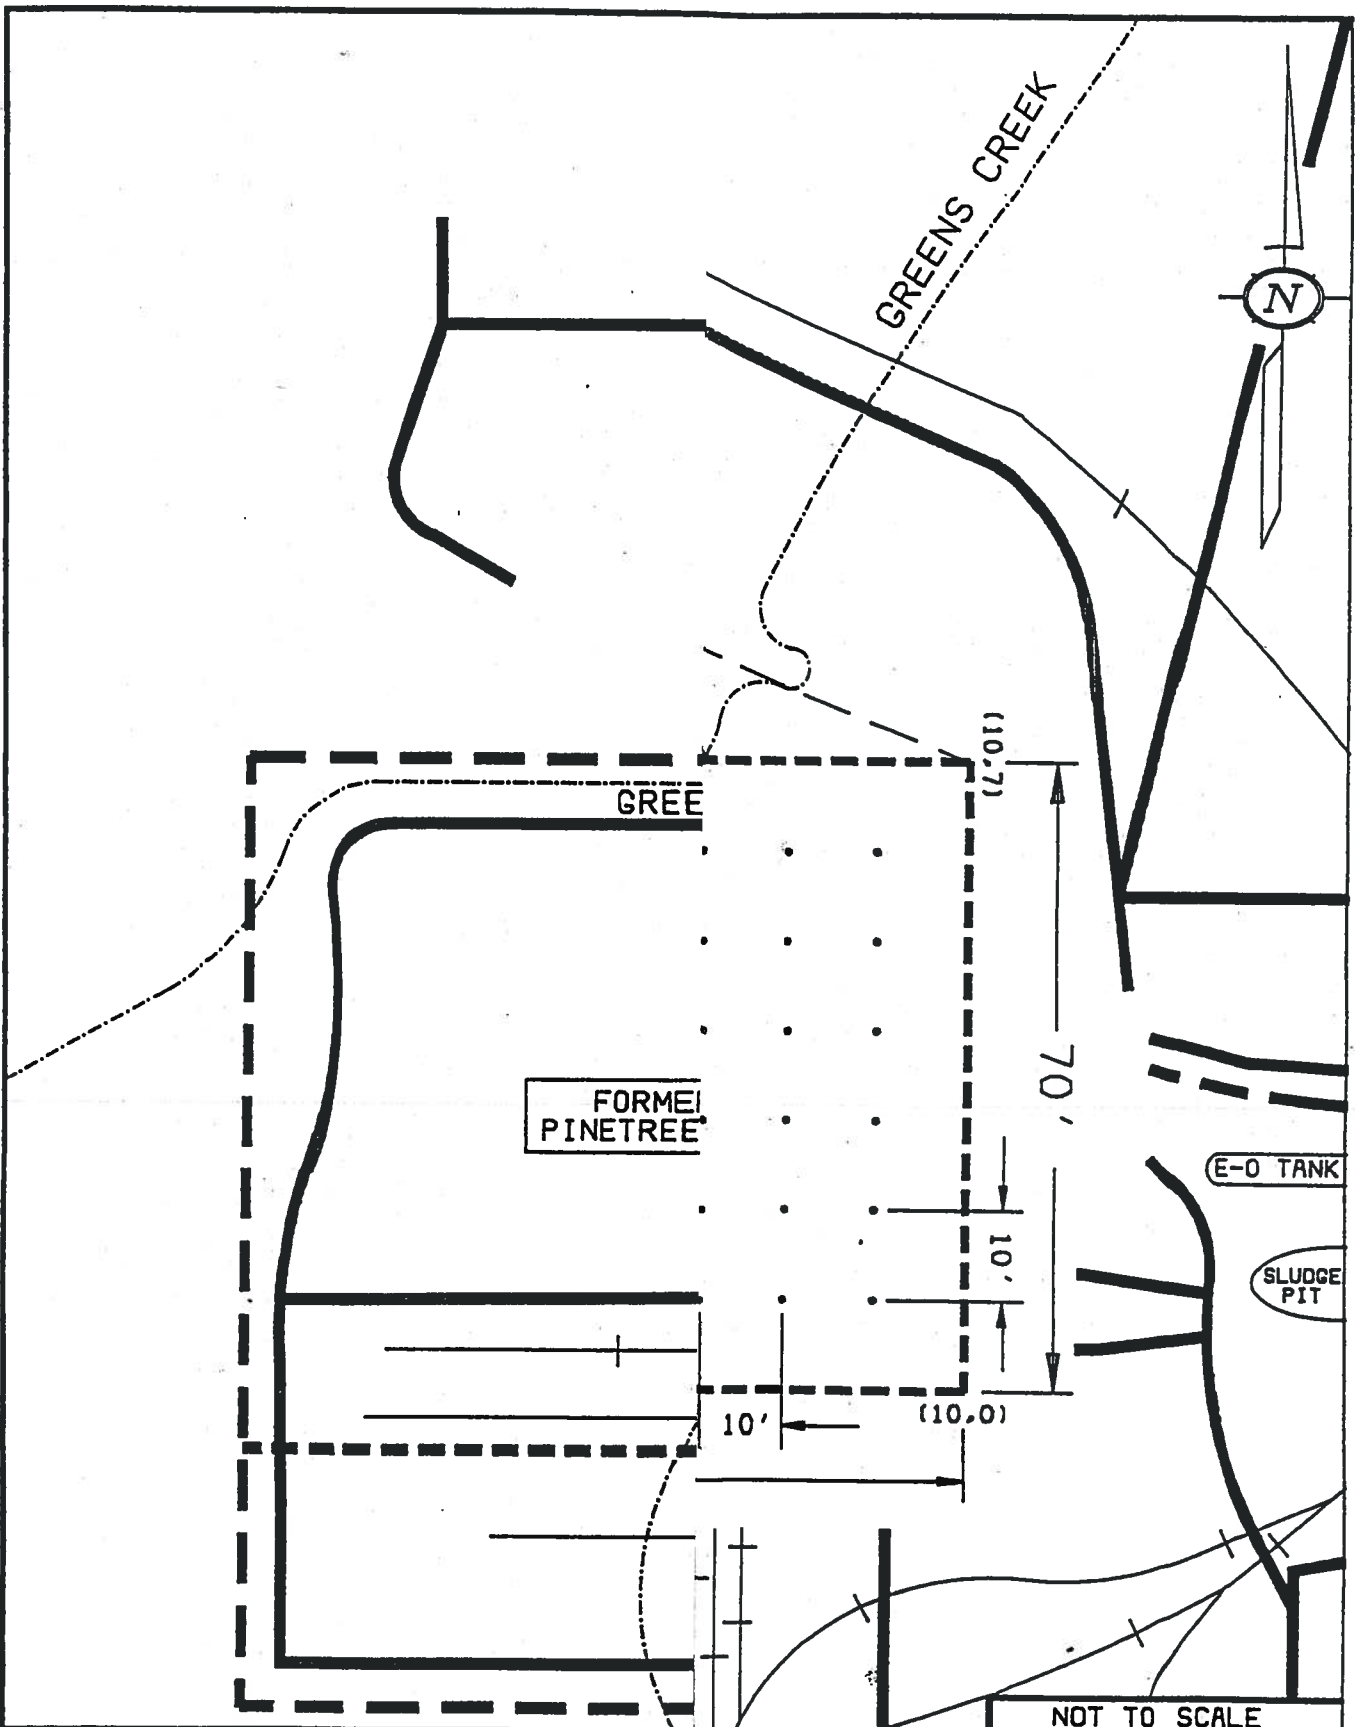 GREENS CREEK
N
(10,7)
GREE
70'
FORME
PINETREE
E-O TANK
10'
SLUDGE
PIT
10'
(10,0)
NOT TO SCALE